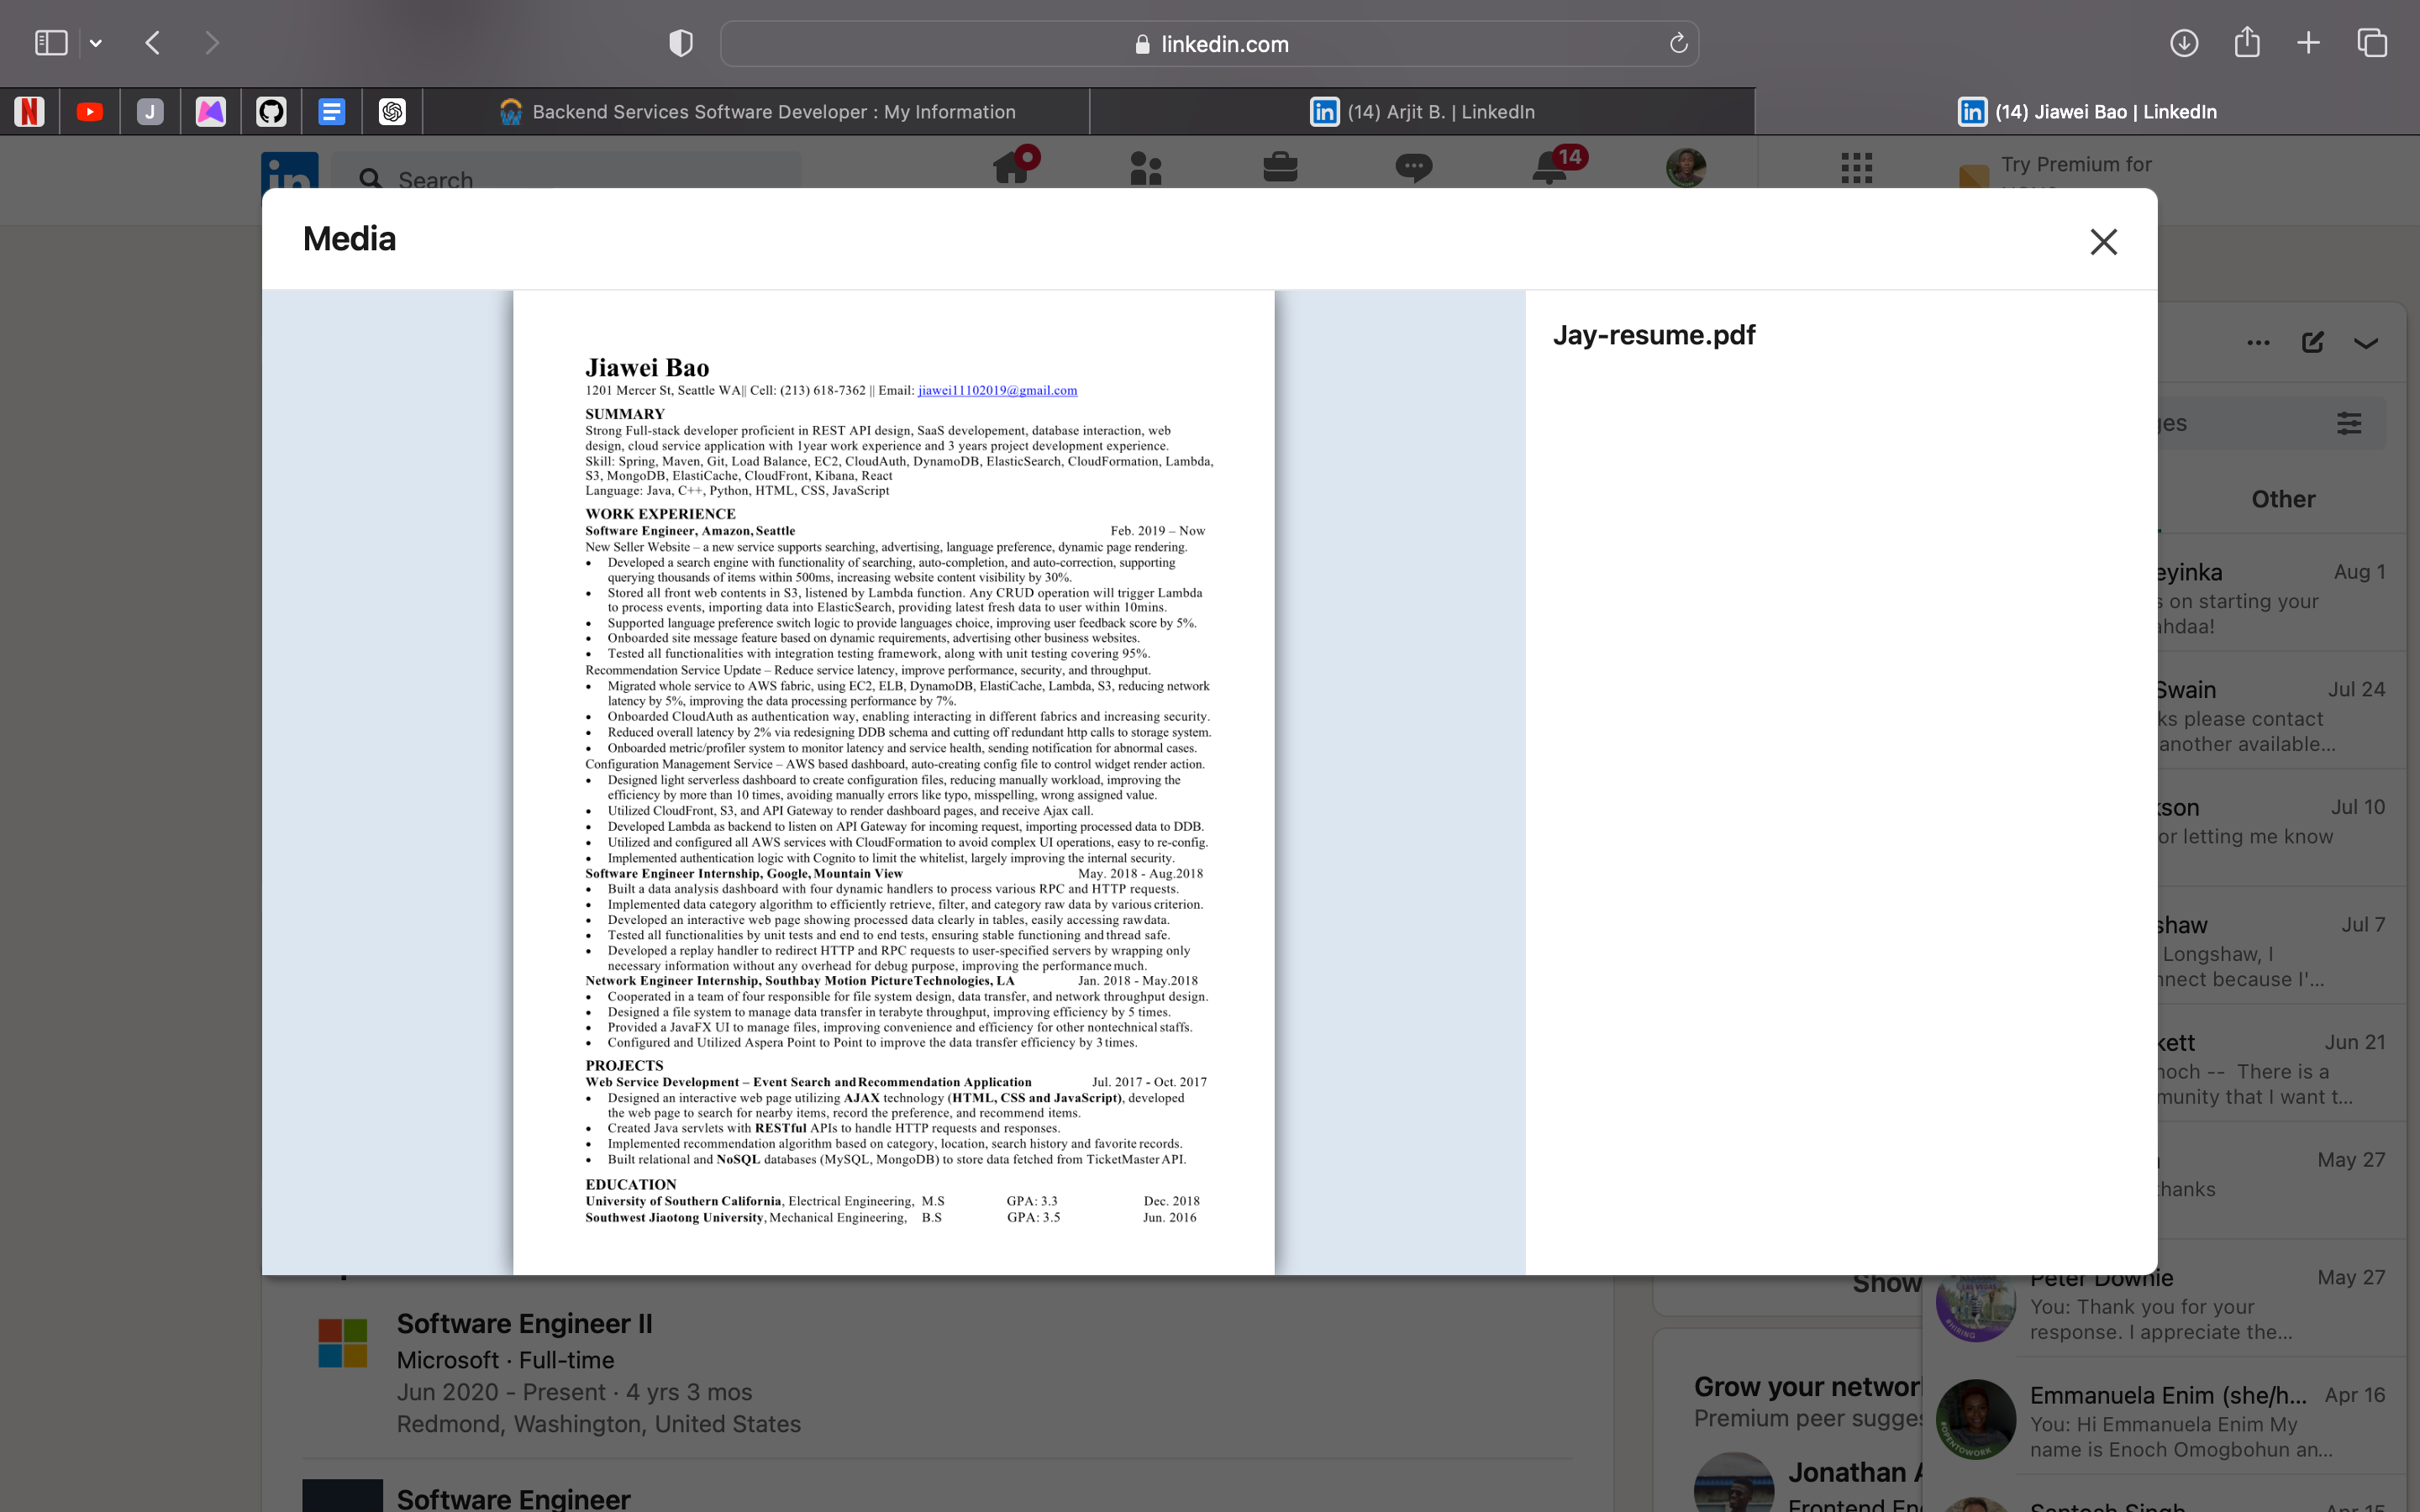 linkedin.com
J
Backend Services Software Developer : My Information
in (14) Arjit B. | LinkedIn
in (14) Jiawei Bao | LinkedIn
in
Search
14
Try Premium for
Media
Jay-resume.pdf
Jiawei Bao
1201 Mercer St, Seattle WA|| Cell: (213) 618-7362 || Email: jiawei11102019@gmail.com
SUMMARY
Strong Full-stack developer proficient in REST API design, SaaS developement, database interaction, web
design, cloud service application with 1year work experience and 3 years project development experience.
Skill: Spring, Maven, Git, Load Balance, EC2, CloudAuth, DynamoDB, ElasticSearch, CloudFormation, Lambda,
S3, MongoDB, ElastiCache, CloudFront, Kibana, React
Language: Java, C++, Python, HTML, CSS, JavaScript
WORK EXPERIENCE
Software Engineer, Amazon, Seattle Feb. 2019 – Now
New Seller Website – a new service supports searching, advertising, language preference, dynamic page rendering.
• Developed a search engine with functionality of searching, auto-completion, and auto-correction, supporting
querying thousands of items within 500ms, increasing website content visibility by 30%.
• Stored all front web contents in S3, listened by Lambda function. Any CRUD operation will trigger Lambda
to process events, importing data into ElasticSearch, providing latest fresh data to user within 10mins.
• Supported language preference switch logic to provide languages choice, improving user feedback score by 5%.
• Onboarded site message feature based on dynamic requirements, advertising other business websites.
• Tested all functionalities with integration testing framework, along with unit testing covering 95%.
Recommendation Service Update – Reduce service latency, improve performance, security, and throughput.
• Migrated whole service to AWS fabric, using EC2, ELB, DynamoDB, ElastiCache, Lambda, S3, reducing network
latency by 5%, improving the data processing performance by 7%.
• Onboarded CloudAuth as authentication way, enabling interacting in different fabrics and increasing security.
• Reduced overall latency by 2% via redesigning DDB schema and cutting off redundant http calls to storage system.
• Onboarded metric/profiler system to monitor latency and service health, sending notification for abnormal cases.
Configuration Management Service – AWS based dashboard, auto-creating config file to control widget render action.
• Designed light serverless dashboard to create configuration files, reducing manually workload, improving the
efficiency by more than 10 times, avoiding manually errors like typo, misspelling, wrong assigned value.
• Utilized CloudFront, S3, and API Gateway to render dashboard pages, and receive Ajax call.
• Developed Lambda as backend to listen on API Gateway for incoming request, importing processed data to DDB.
• Utilized and configured all AWS services with CloudFormation to avoid complex UI operations, easy to re-config.
• Implemented authentication logic with Cognito to limit the whitelist, largely improving the internal security.
Software Engineer Internship, Google, Mountain View May. 2018 - Aug.2018
• Built a data analysis dashboard with four dynamic handlers to process various RPC and HTTP requests.
• Implemented data category algorithm to efficiently retrieve, filter, and category raw data by various criterion.
• Developed an interactive web page showing processed data clearly in tables, easily accessing rawdata.
• Tested all functionalities by unit tests and end to end tests, ensuring stable functioning and thread safe.
• Developed a replay handler to redirect HTTP and RPC requests to user-specified servers by wrapping only
necessary information without any overhead for debug purpose, improving the performance much.
Network Engineer Internship, Southbay Motion PictureTechnologies, LA Jan. 2018 - May.2018
• Cooperated in a team of four responsible for file system design, data transfer, and network throughput design.
• Designed a file system to manage data transfer in terabyte throughput, improving efficiency by 5 times.
• Provided a JavaFX UI to manage files, improving convenience and efficiency for other nontechnical staffs.
• Configured and Utilized Aspera Point to Point to improve the data transfer efficiency by 3 times.
PROJECTS
Web Service Development – Event Search and Recommendation Application Jul. 2017 - Oct. 2017
• Designed an interactive web page utilizing AJAX technology (HTML, CSS and JavaScript), developed
the web page to search for nearby items, record the preference, and recommend items.
• Created Java servlets with RESTful APIs to handle HTTP requests and responses.
• Implemented recommendation algorithm based on category, location, search history and favorite records.
• Built relational and NoSQL databases (MySQL, MongoDB) to store data fetched from TicketMaster API.
EDUCATION
University of Southern California, Electrical Engineering, M.S GPA: 3.3 Dec. 2018
Southwest Jiaotong University, Mechanical Engineering, B.S GPA: 3.5 Jun. 2016
ges
Other
eyinka Aug 1
s on starting your
ahdaa!
Swain Jul 24
ks please contact
another available...
kson Jul 10
or letting me know
shaw Jul 7
Longshaw, I
nnect because I'...
kett Jun 21
noch -- There is a
munity that I want t...
May 27
thanks
Peter Downie May 27
You: Thank you for your
response. I appreciate the...
Emmanuela Enim (she/h... Apr 16
You: Hi Emmanuela Enim My
name is Enoch Omogbohun an...
Santosh Singh Apr 15
Software Engineer II
Microsoft · Full-time
Jun 2020 - Present · 4 yrs 3 mos
Redmond, Washington, United States
Software Engineer
Show
Grow your networ
Premium peer sugges
Jonathan A
Frontend En